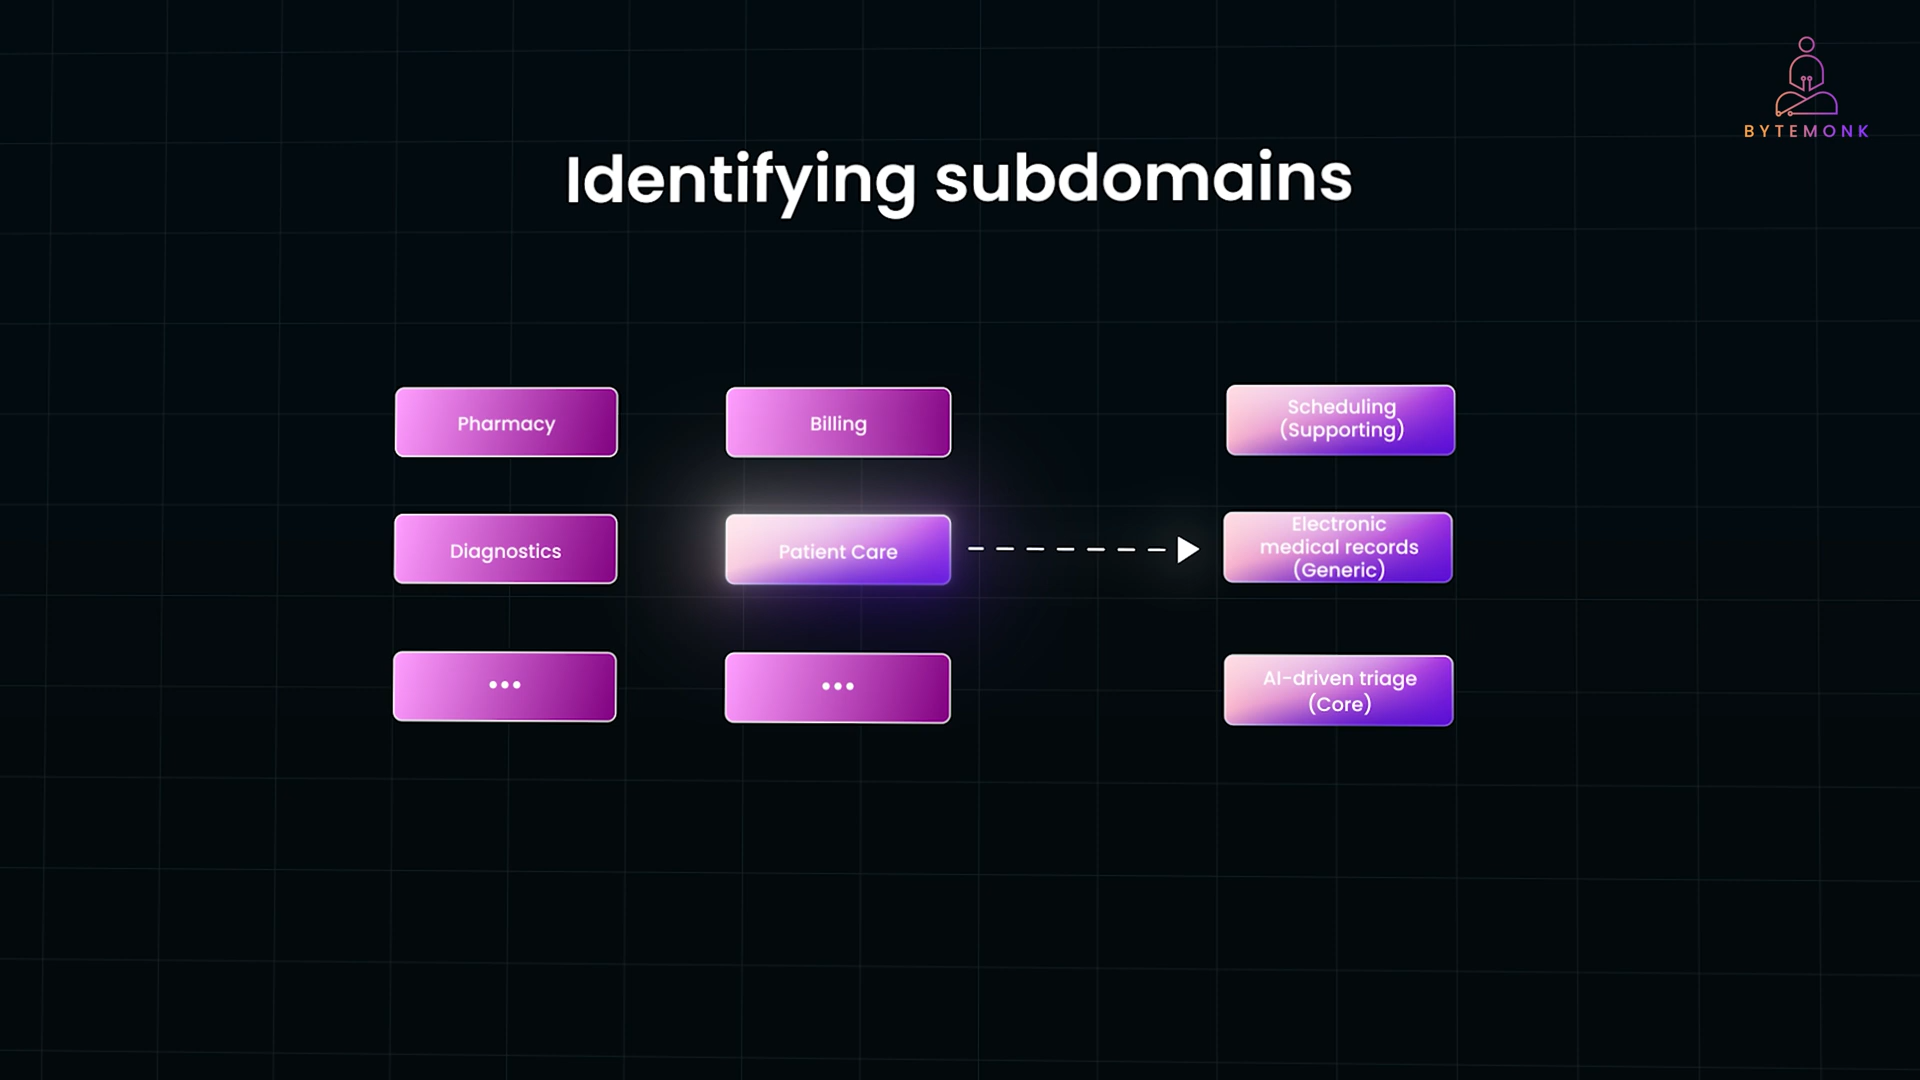 BYTEMONK
Identifying subdomains
Pharmacy
Billing
Scheduling
(Supporting)
Diagnostics
Patient Care
Electronic
medical records
(Generic)
•••
•••
AI-driven triage
(Core)